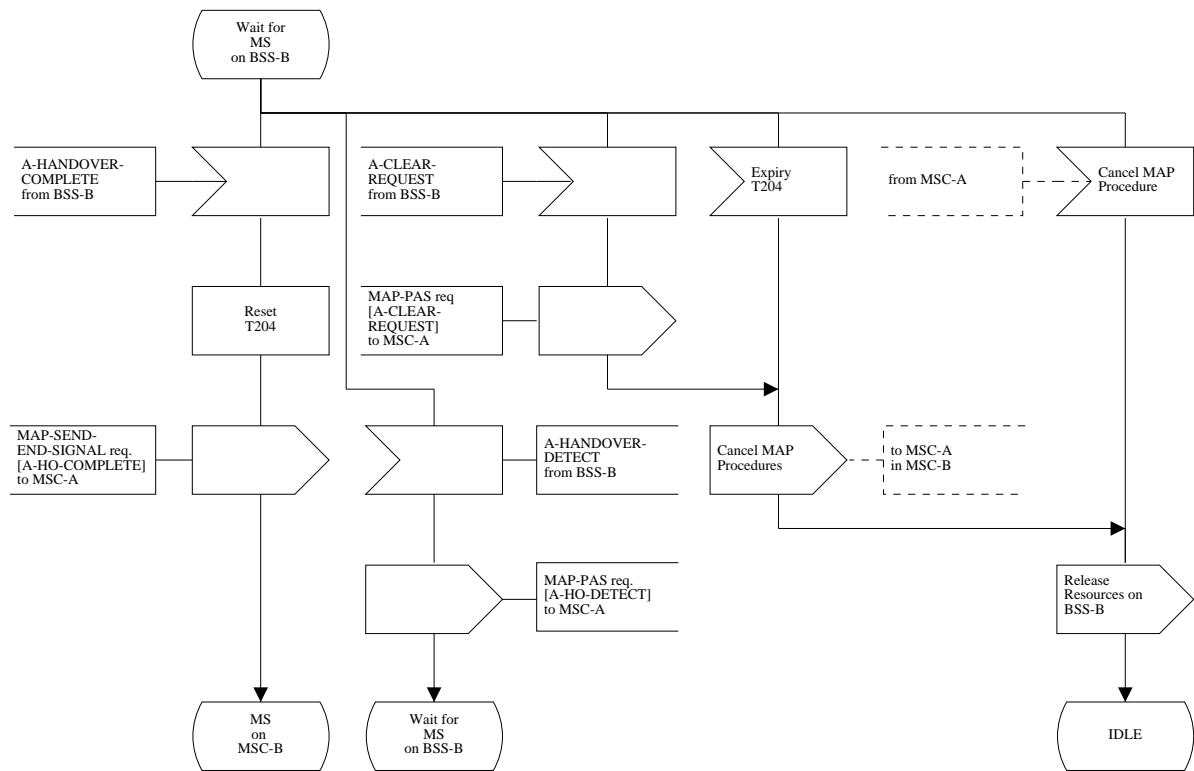 Wait for
MS
on BSS-B
A-HANDOVER-
COMPLETE
from BSS-B
A-CLEAR-
REQUEST
from BSS-B
Expiry
T204
from MSC-A
Cancel MAP
Procedure
Reset
T204
MAP-PAS req
[A-CLEAR-
REQUEST]
to MSC-A
MAP-SEND-
END-SIGNAL req.
[A-HO-COMPLETE]
to MSC-A
A-HANDOVER-
DETECT
from BSS-B
Cancel MAP
Procedures
to MSC-A
in MSC-B
MAP-PAS req.
[A-HO-DETECT]
to MSC-A
Release
Resources on
BSS-B
MS
on
MSC-B
Wait for
MS
on BSS-B
IDLE